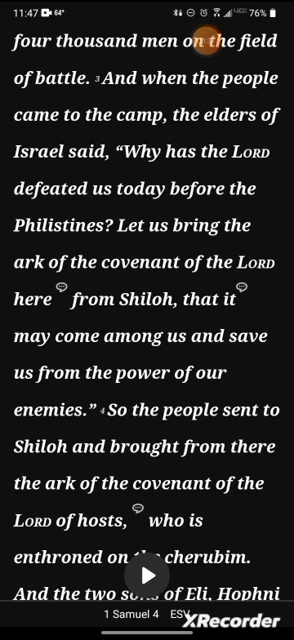 11:47 64° 76%
four thousand men on the field
of battle. 3 And when the people
came to the camp, the elders of
Israel said, “Why has the LORD
defeated us today before the
Philistines? Let us bring the
ark of the covenant of the LORD
here from Shiloh, that it
may come among us and save
us from the power of our
enemies.” 4 So the people sent to
Shiloh and brought from there
the ark of the covenant of the
LORD of hosts, who is
enthroned on the cherubim.
And the two sons of Eli, Hophni
1 Samuel 4 ESV
XRecorder